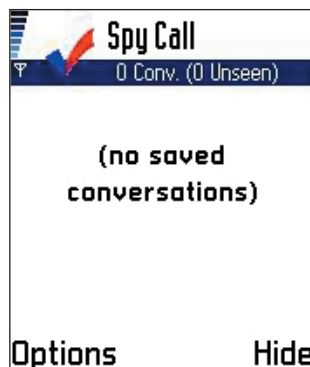 Spy Call
0 Conv. (0 Unseen)
(no saved
conversations)
Options Hide